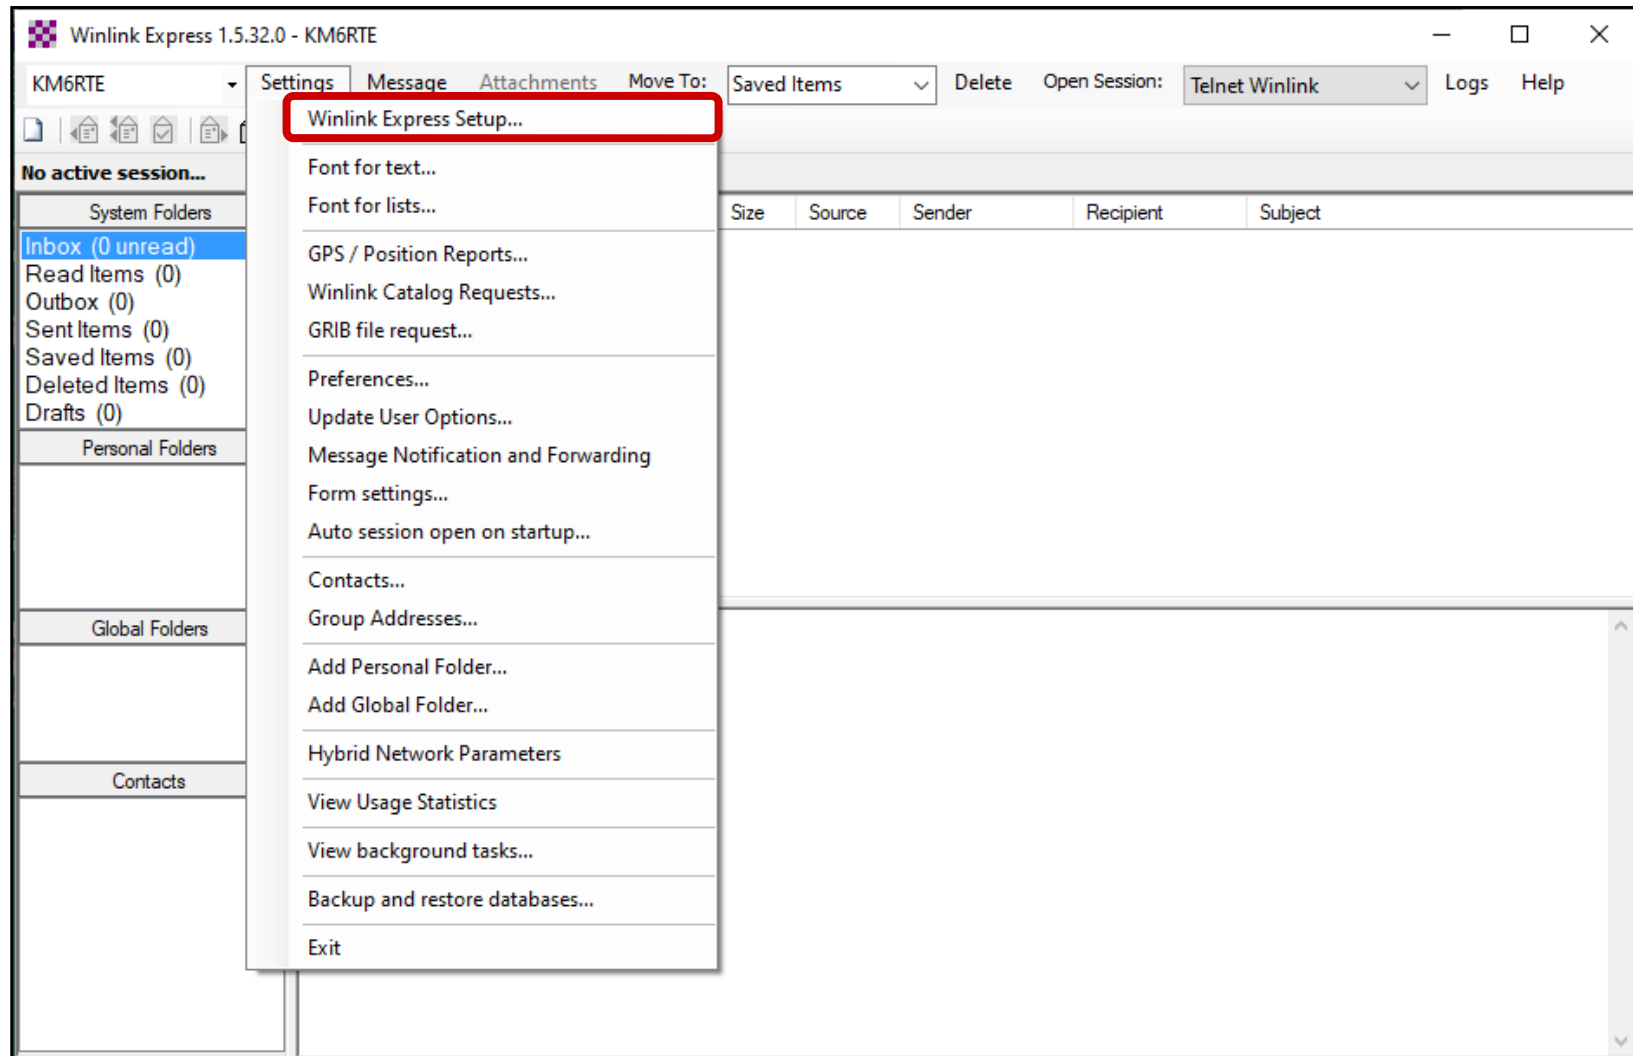 Winlink Express 1.5.32.0 - KM6RTE
KM6RTE Settings Message Attachments Move To: Saved Items Delete Open Session: Telnet Winlink Logs Help
No active session...
System Folders
Inbox (0 unread)
Read Items (0)
Outbox (0)
Sent Items (0)
Saved Items (0)
Deleted Items (0)
Drafts (0)
Personal Folders
Global Folders
Contacts
Winlink Express Setup...
Font for text...
Font for lists...
GPS / Position Reports...
Winlink Catalog Requests...
GRIB file request...
Preferences...
Update User Options...
Message Notification and Forwarding
Form settings...
Auto session open on startup...
Contacts...
Group Addresses...
Add Personal Folder...
Add Global Folder...
Hybrid Network Parameters
View Usage Statistics
View background tasks...
Backup and restore databases...
Exit
Size Source Sender Recipient Subject